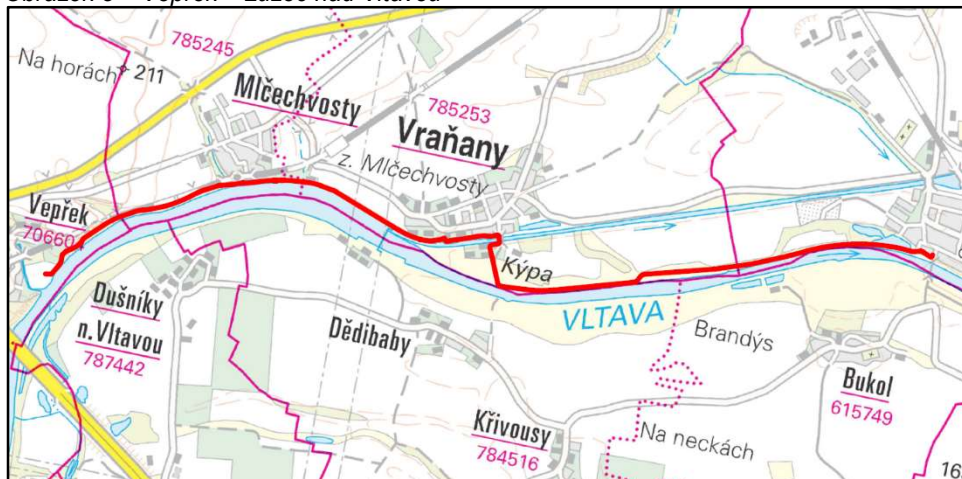 785245
Na horách
211
Mlčechvosty
785253
Vraňany
z. Mlčechvosty
Vepřek
70660
Kýpa
Dušníky
n.Vltavou
787442
VLTAVA
Dědibaby
Brandýs
Bukol
615749
Křivousy
784516
Na neckách